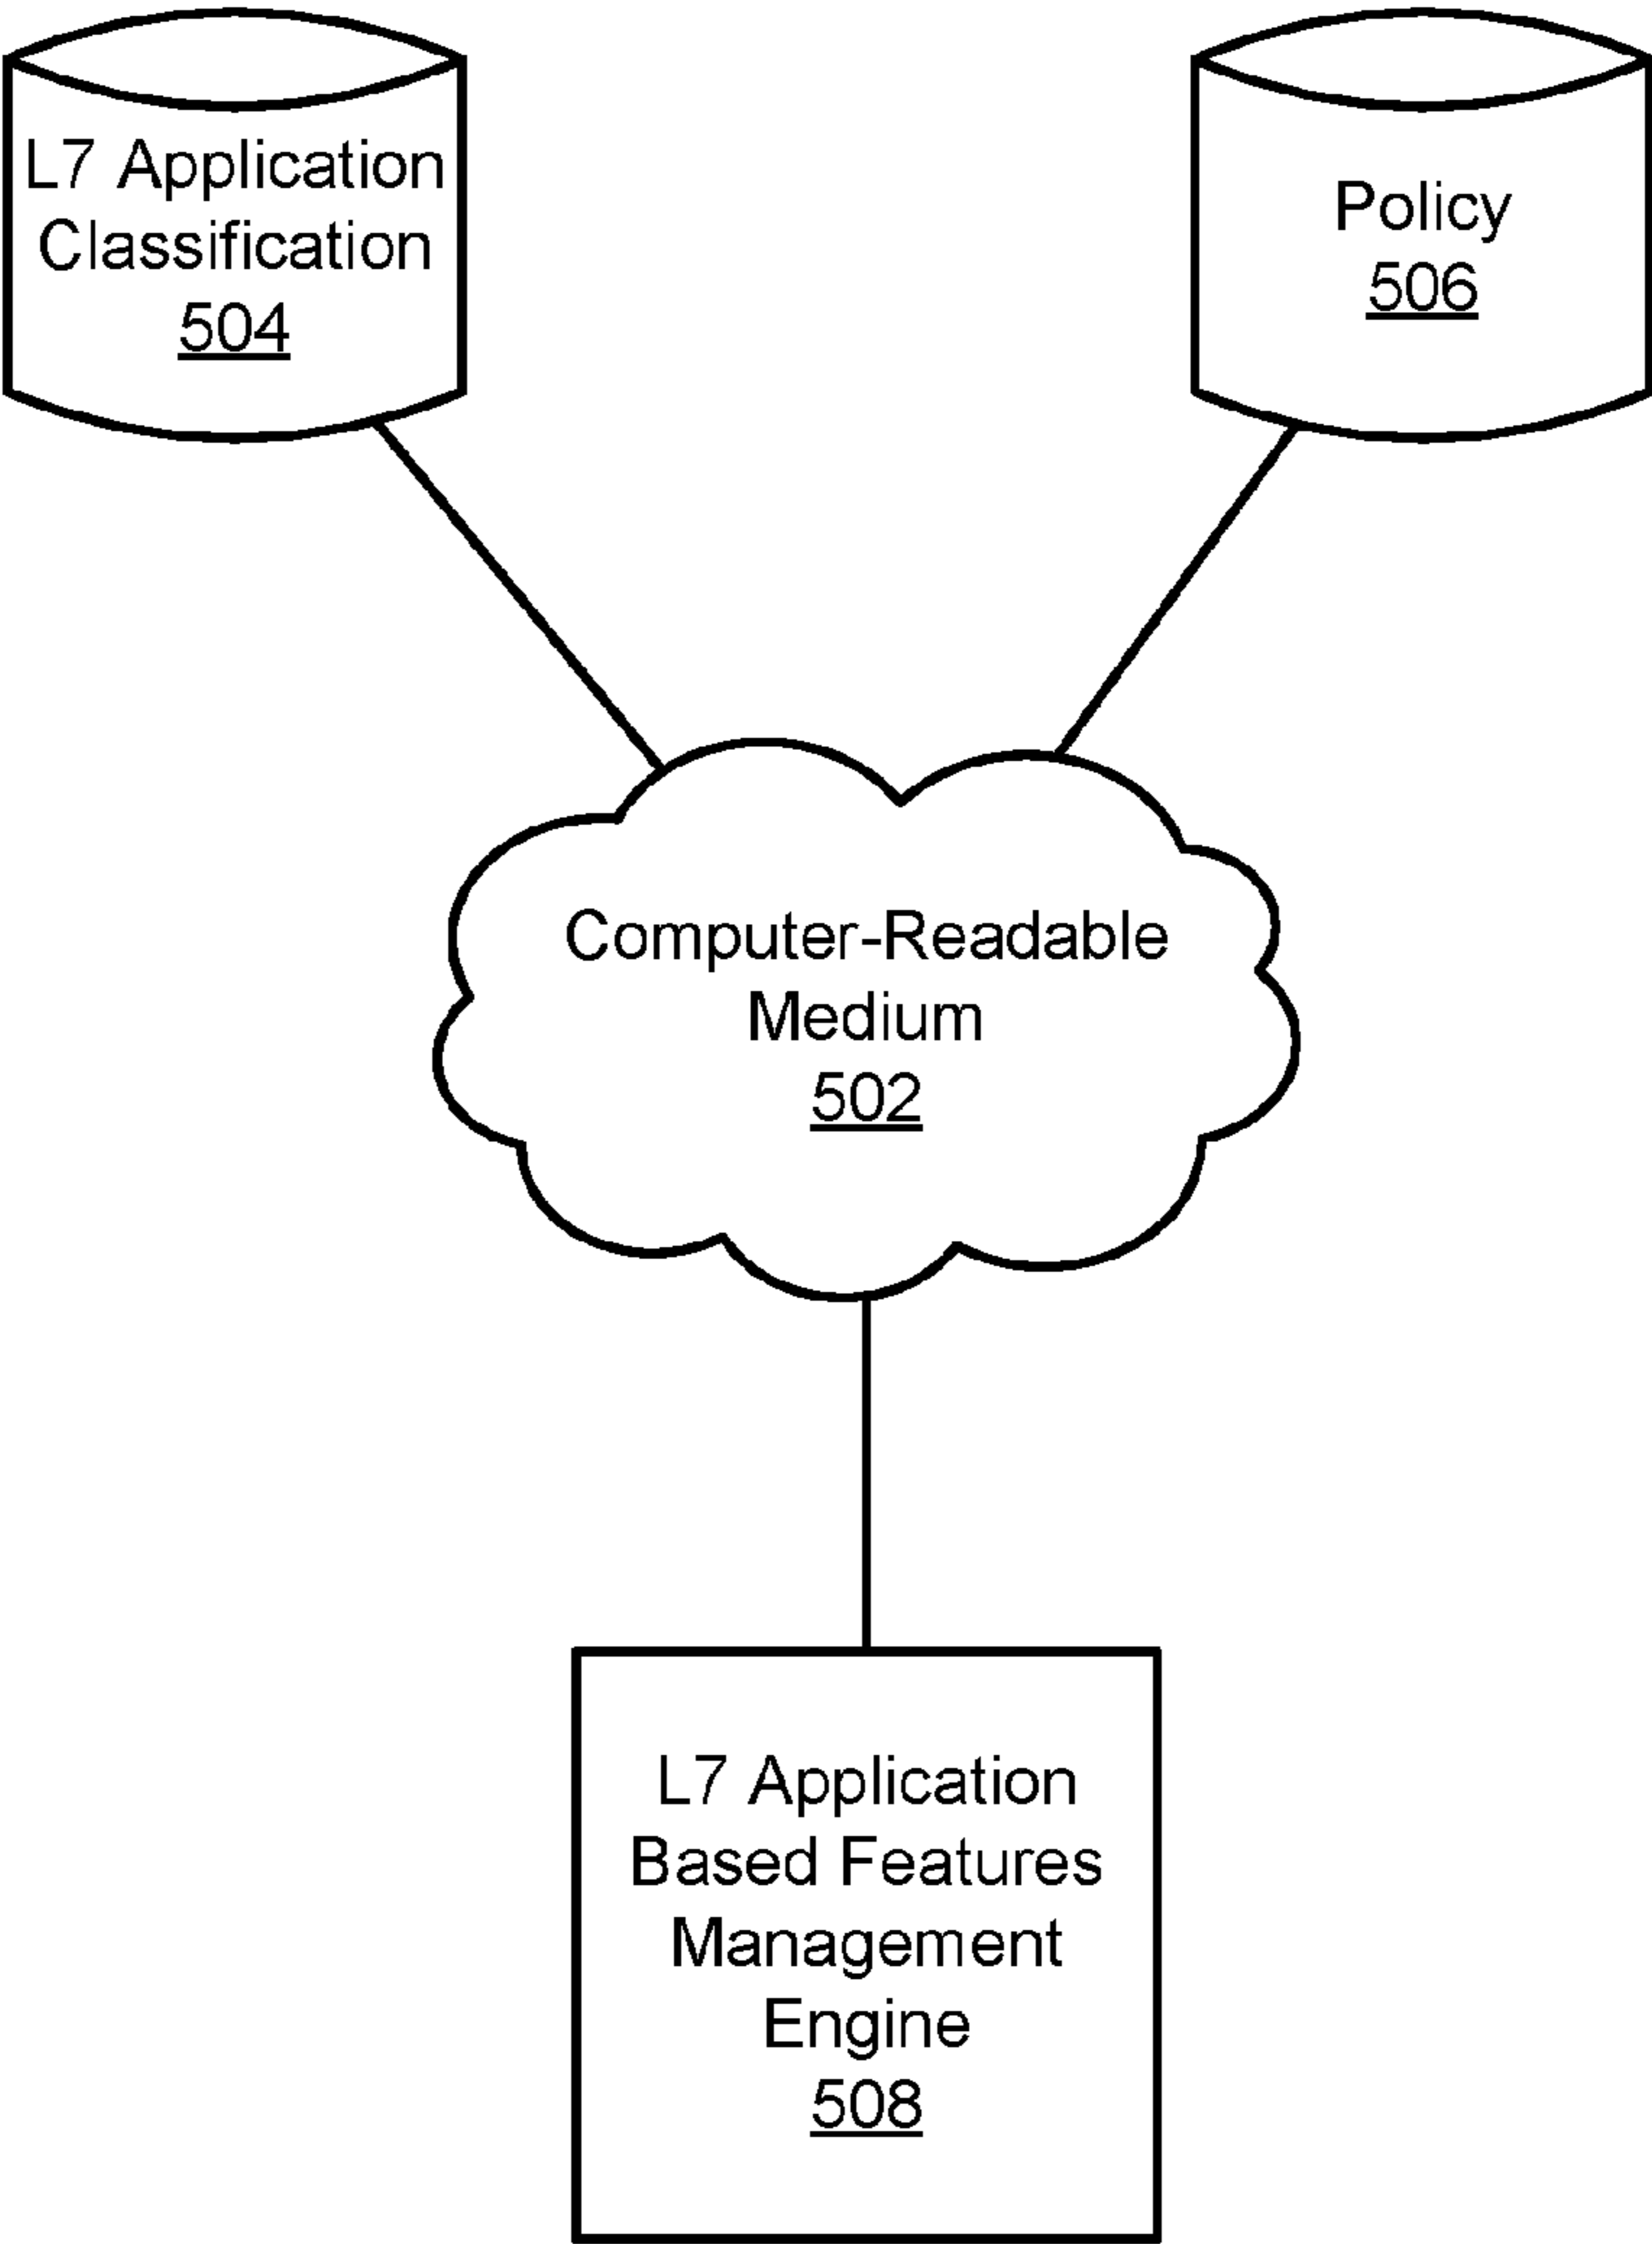 L7 Application
Classification
504
Policy
506
Computer-Readable
Medium
502
L7 Application
Based Features
Management
Engine
508